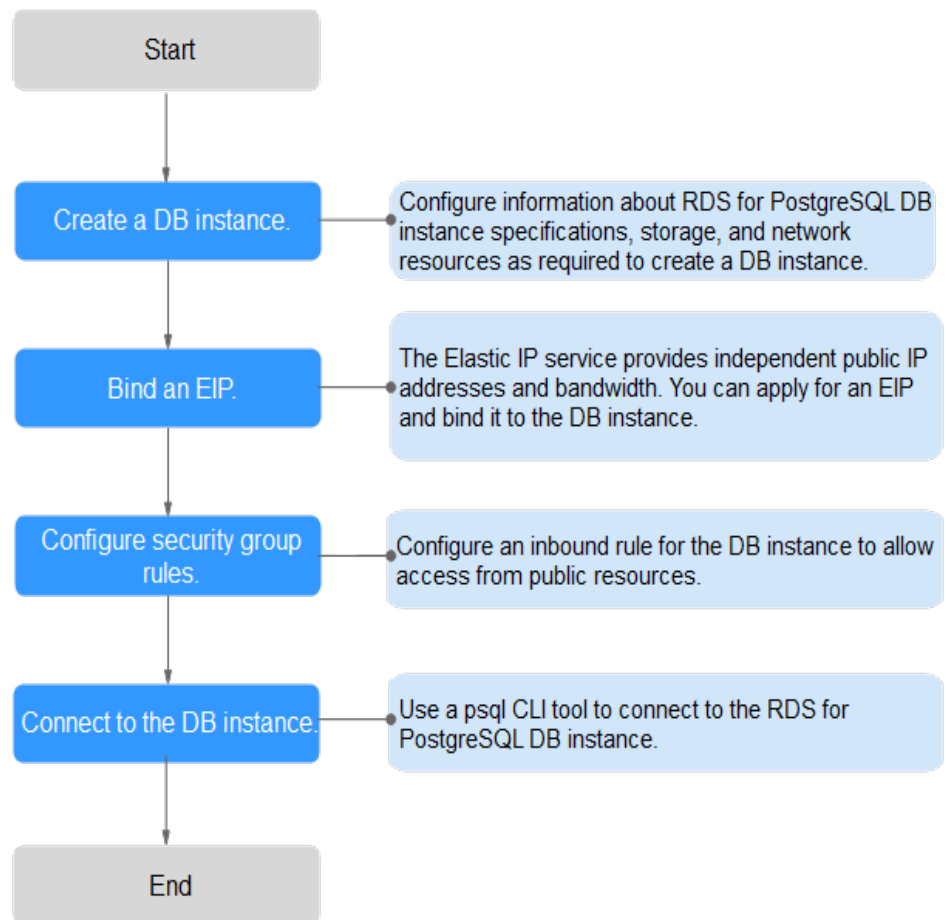 Start
Create a DB instance.
Configure information about RDS for PostgreSQL DB
instance specifications, storage, and network
resources as required to create a DB instance.
Bind an EIP.
The Elastic IP service provides independent public IP
addresses and bandwidth. You can apply for an EIP
and bind it to the DB instance.
Configure security group
rules.
Configure an inbound rule for the DB instance to allow
access from public resources.
Connect to the DB instance.
Use a psql CLI tool to connect to the RDS for
PostgreSQL DB instance.
End